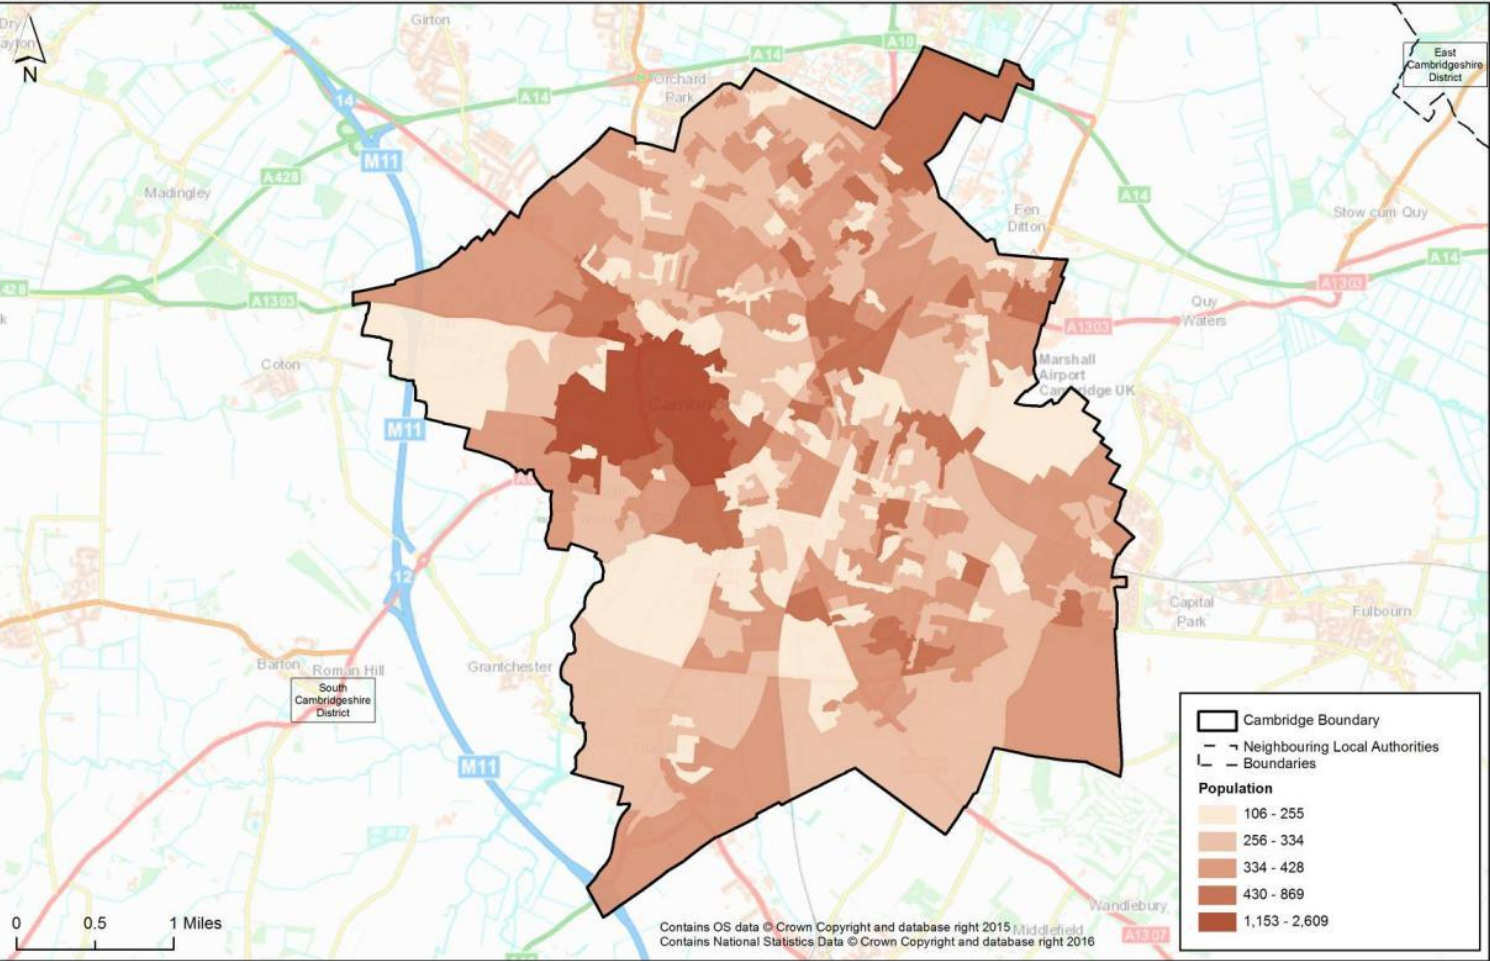 Girton
A14
A14
A10
East
Cambridgeshire
District
N
Orchard
Park
A14
14
M11
A428
Madingley
A14
Fen
Ditton
Stow cum Quy
A14
A1303
428
A1303
Quy
Waters
A1303
Coton
Marshall
Airport
Cambridge UK
M11
12
Capital
Park
Fulbourn
Barton
Roman Hill
Grantchester
South
Cambridgeshire
District
M11
Cambridge Boundary
Neighbouring Local Authorities
Boundaries
Population
106 - 255
256 - 334
334 - 428
430 - 869
1,153 - 2,609
Wandlebury
0 0.5 1 Miles
Contains OS data © Crown Copyright and database right 2015
Middlefield
Contains National Statistics Data © Crown Copyright and database right 2016
A1307